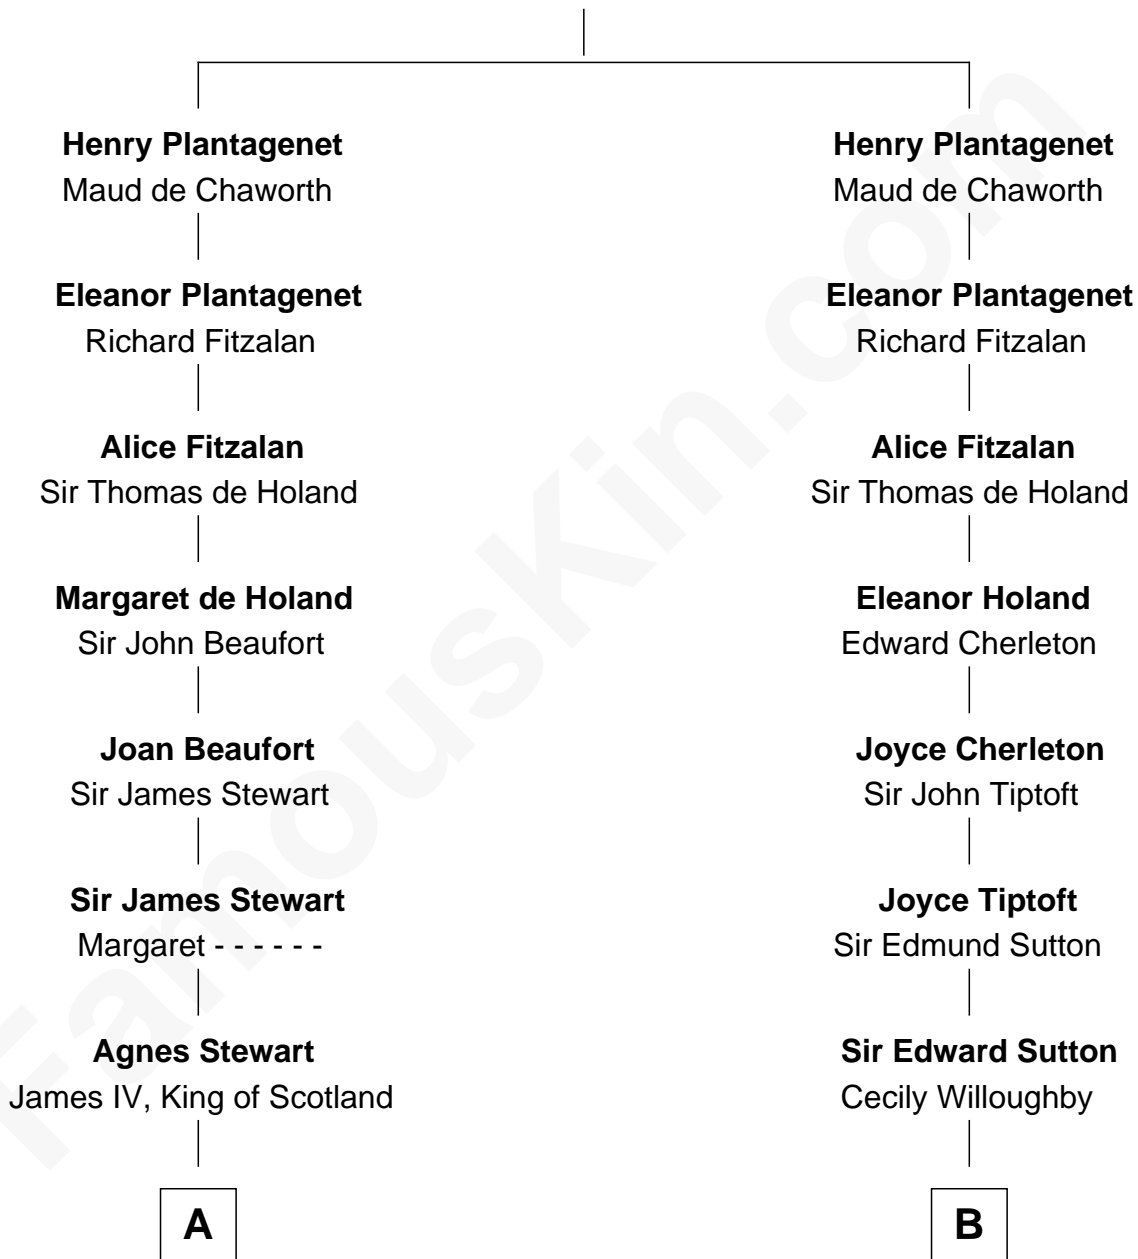 Henry Plantagenet
Maud de Chaworth
Eleanor Plantagenet
Richard Fitzalan
Alice Fitzalan
Sir Thomas de Holand
Margaret de Holand
Sir John Beaufort
Joan Beaufort
Sir James Stewart
Sir James Stewart
Margaret - - - - - -
Agnes Stewart
James IV, King of Scotland
A
Henry Plantagenet
Maud de Chaworth
Eleanor Plantagenet
Richard Fitzalan
Alice Fitzalan
Sir Thomas de Holand
Eleanor Holand
Edward Cherleton
Joyce Cherleton
Sir John Tiptoft
Joyce Tiptoft
Sir Edmund Sutton
Sir Edward Sutton
Cecily Willoughby
B
FamousKin.com